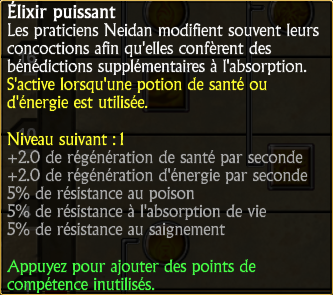 Élixir puissant
Les praticiens Neidan modifient souvent leurs
concoctions afin qu'elles confèrent des
bénédictions supplémentaires à l'absorption.
S'active lorsqu'une potion de santé ou
d'énergie est utilisée.
Niveau suivant : 1
+2.0 de régénération de santé par seconde
+2.0 de régénération d'énergie par seconde
5% de résistance au poison
5% de résistance à l'absorption de vie
5% de résistance au saignement
Appuyez pour ajouter des points de
compétence inutilisés.